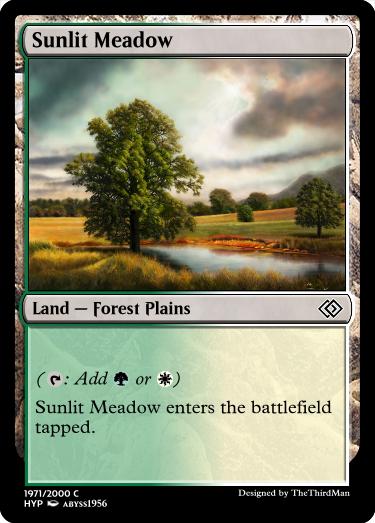 Sunlit Meadow
Land — Forest Plains
( : Add or )
Sunlit Meadow enters the battlefield
tapped.
1971/2000 C
HYP ABYSS1956
Designed by TheThirdMan